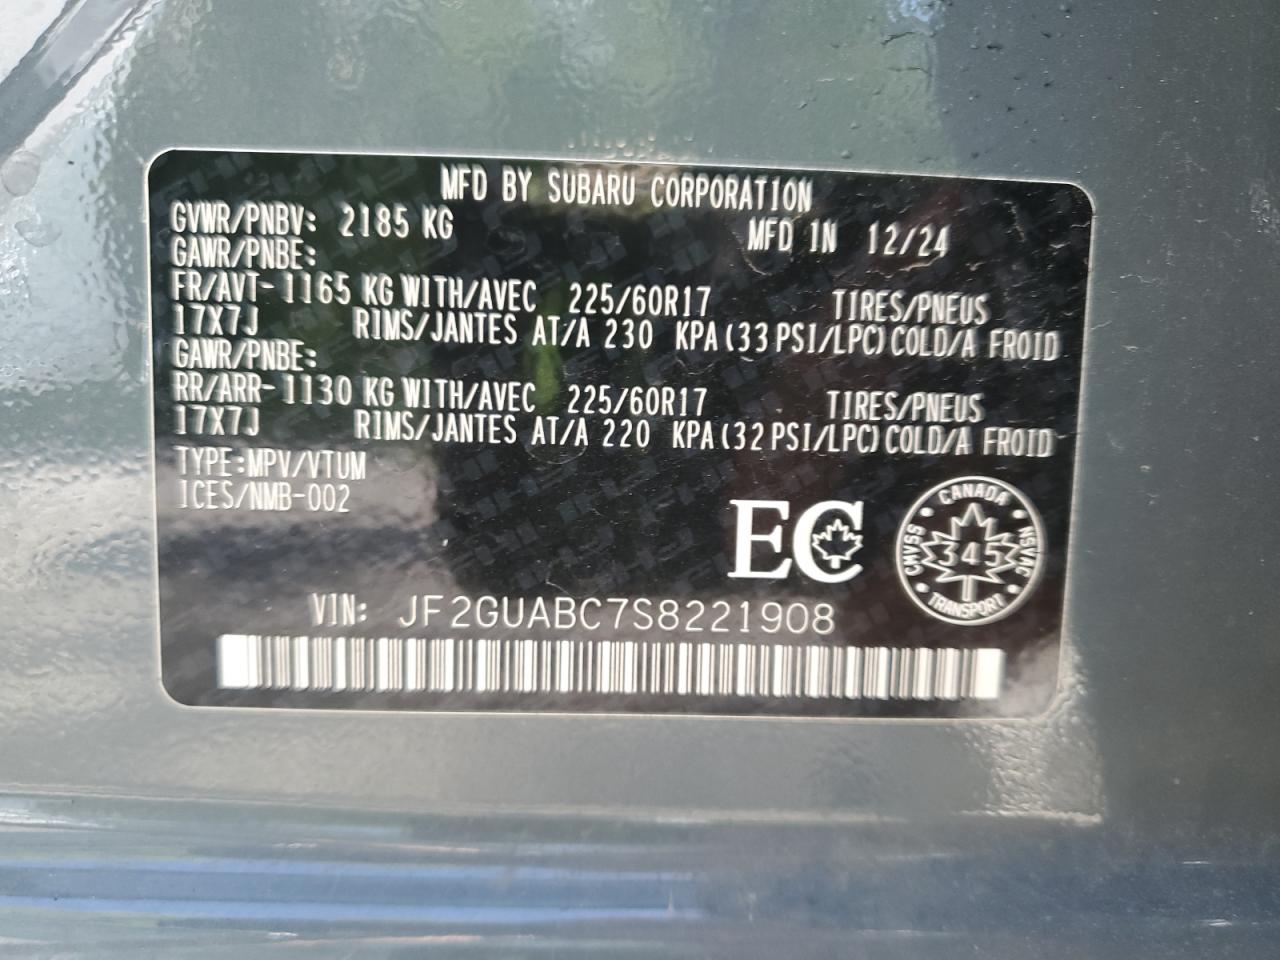 MFD BY SUBARU CORPORATION
GVWR/PNBV: 2185 KG MFD IN 12/24
GAWR/PNBE:
FR/AVT-1165 KG WITH/AVEC 225/60R17 TIRES/PNEUS
17X7J RIMS/JANTES AT/A 230 KPA(33 PSI/LPC)COLD/A FROID
GAWR/PNBE:
RR/ARR-1130 KG WITH/AVEC 225/60R17 TIRES/PNEUS
17X7J RIMS/JANTES AT/A 220 KPA(32 PSI/LPC)COLD/A FROID
TYPE:MPV/VTUM
ICES/NMB-002
EC
CANADA
CMVSS
345
NSVAC
TRANSPORT
VIN: JF2GUABC7S8221908